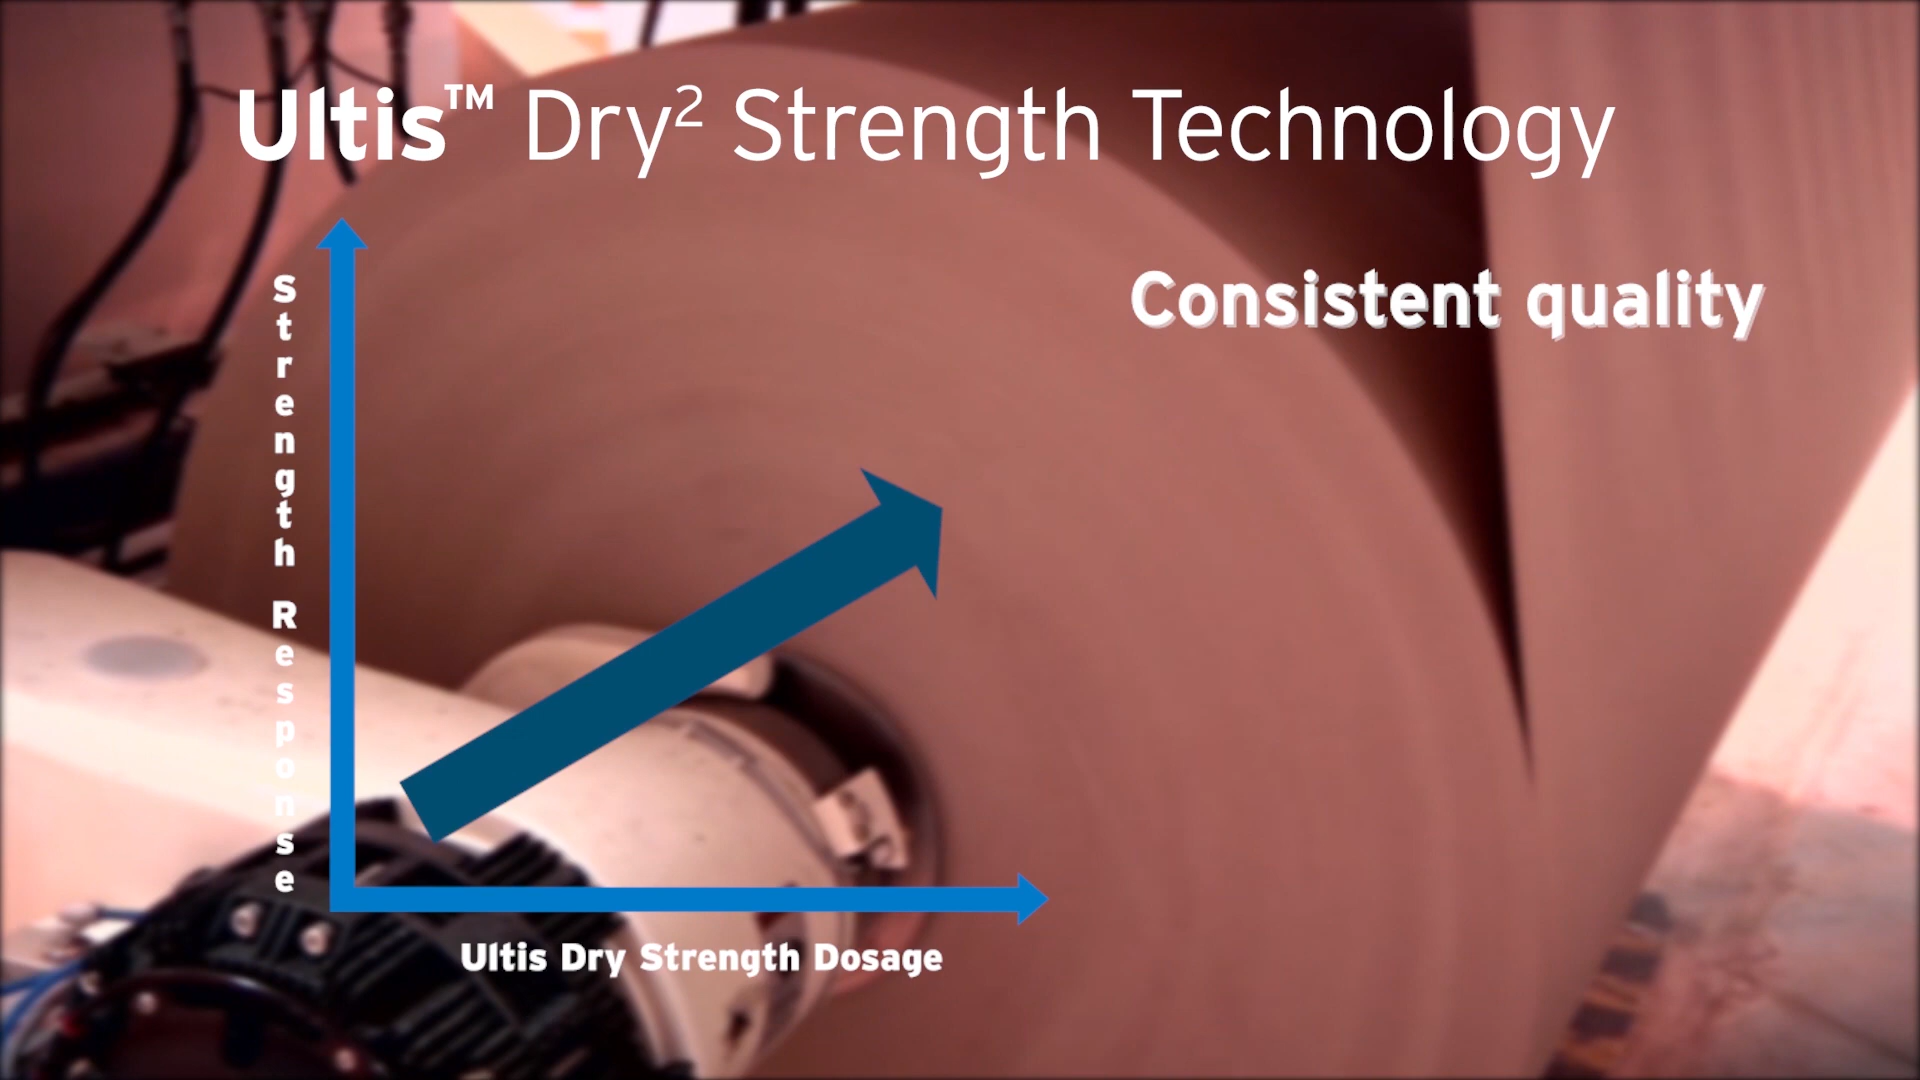 Ultis™ Dry² Strength Technology
Consistent quality
Strength Response
Ultis Dry Strength Dosage